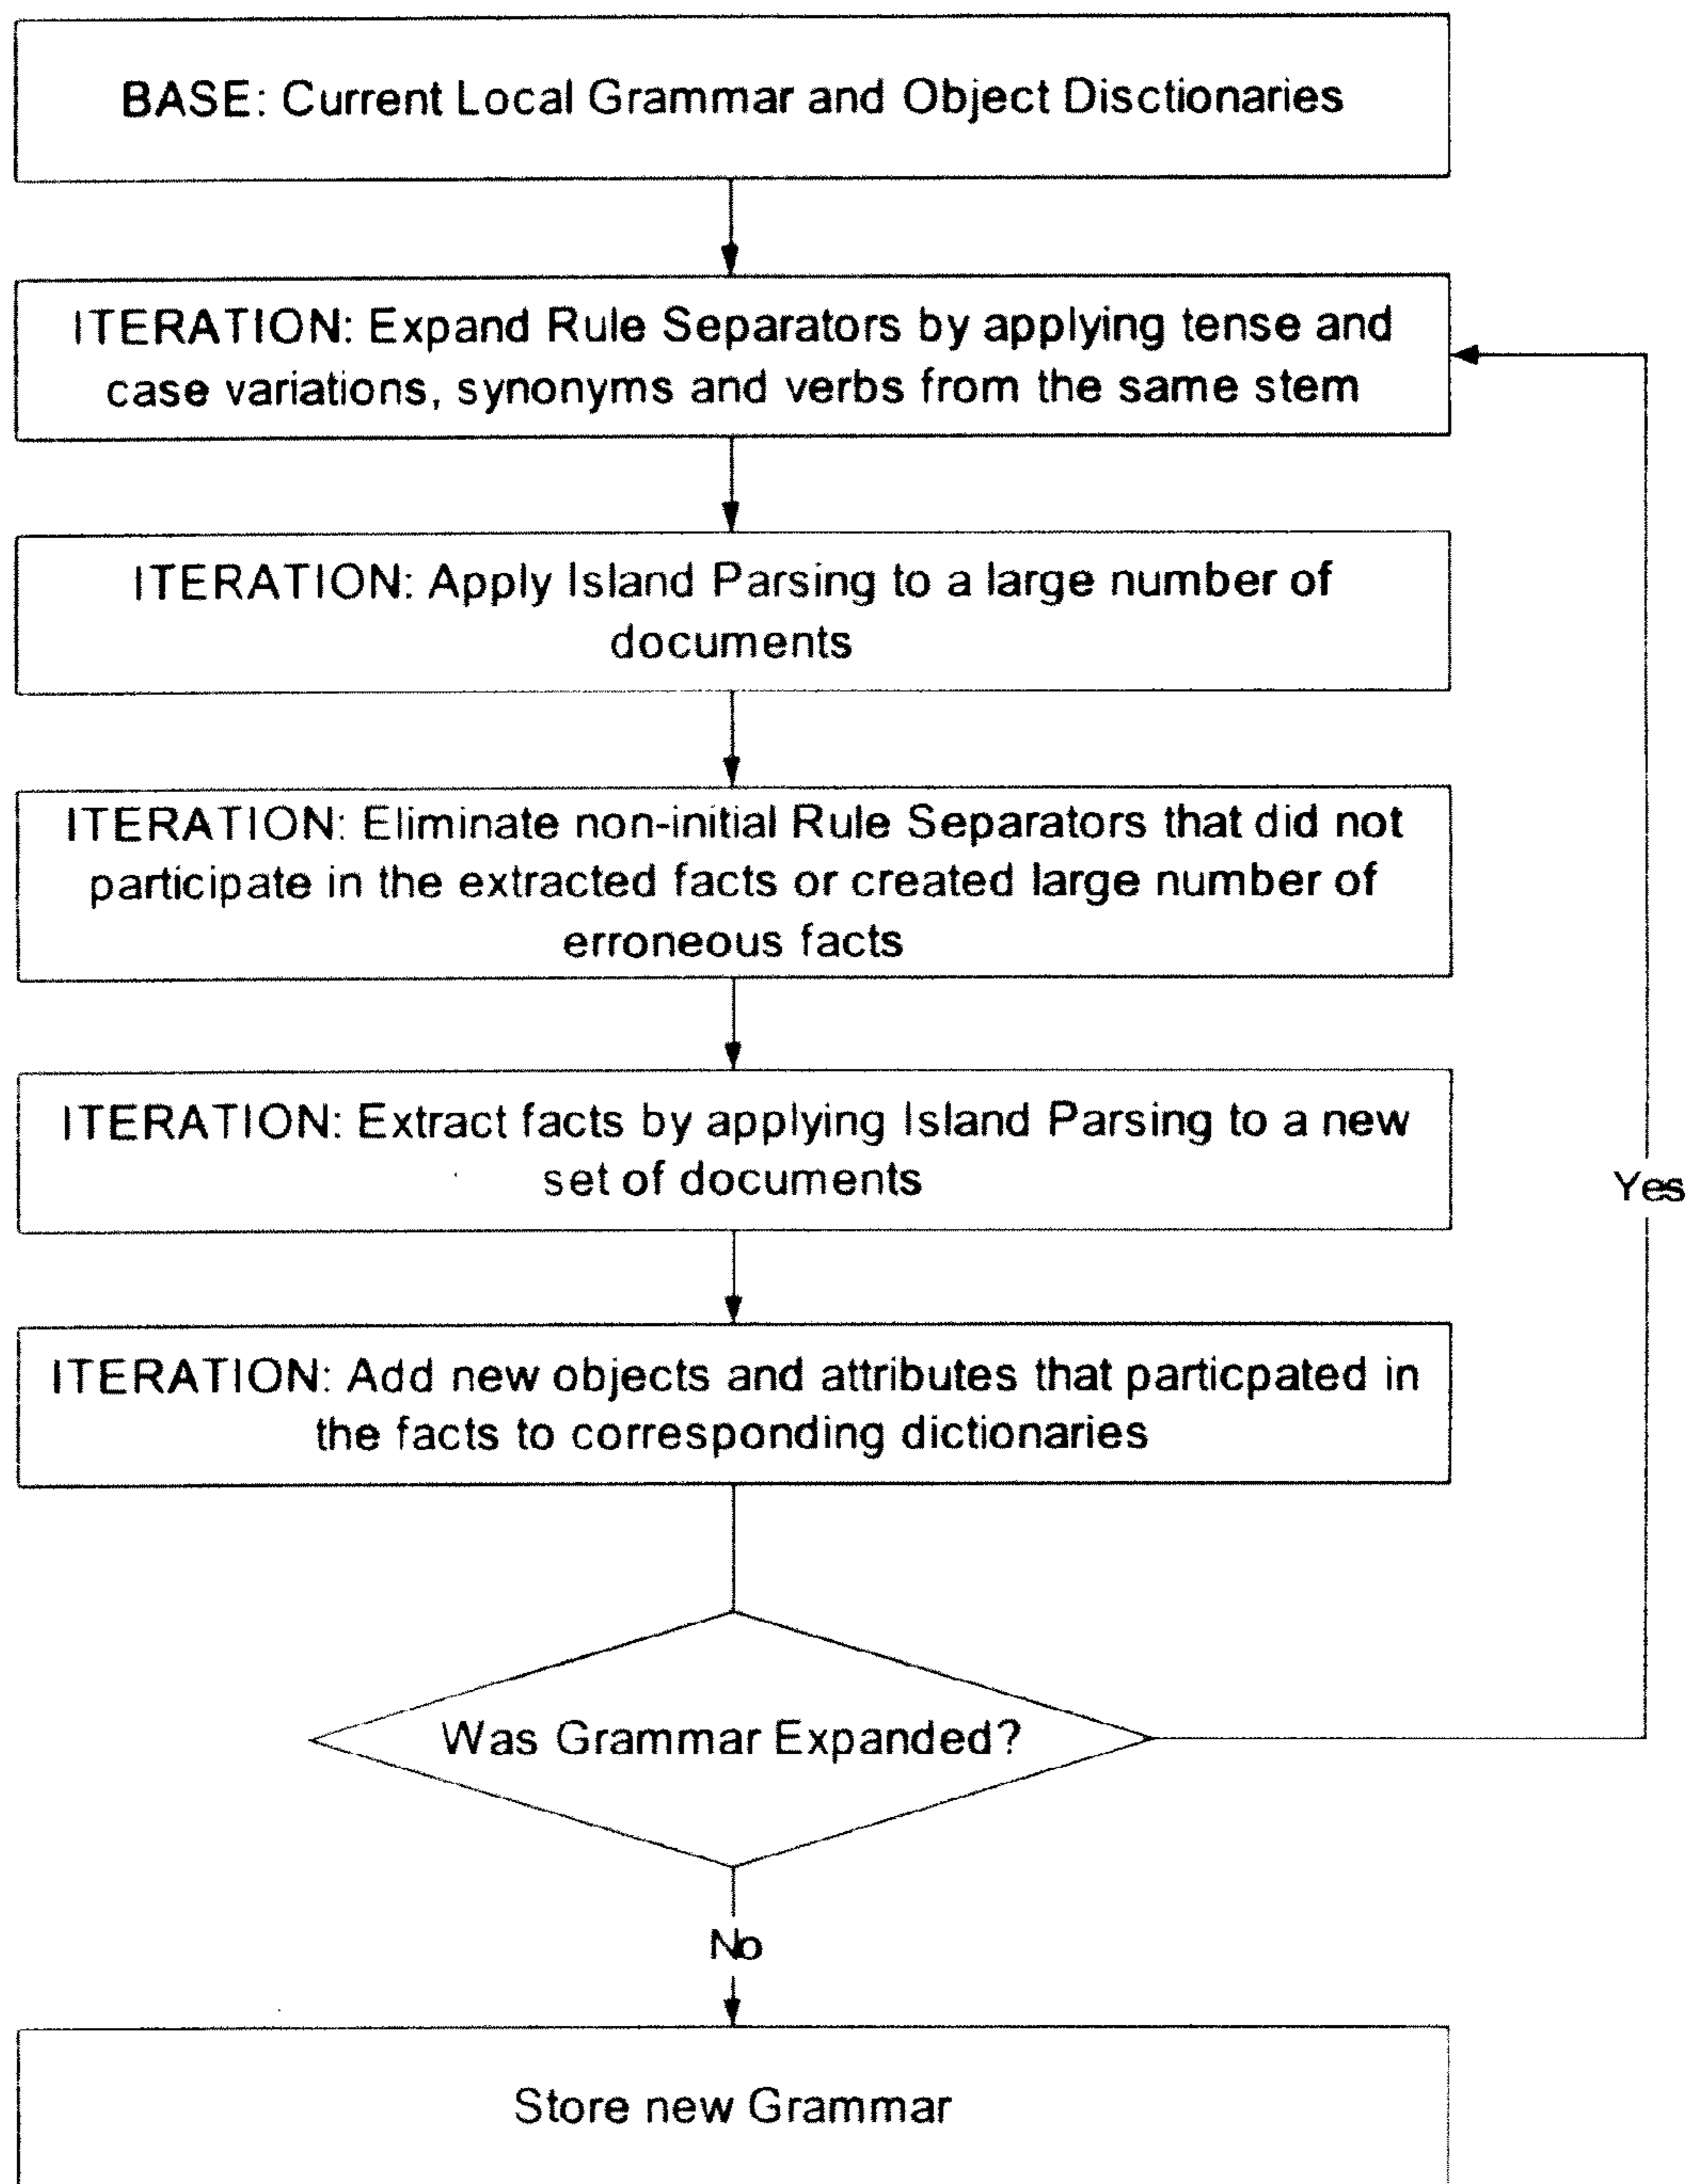 BASE: Current Local Grammar and Object Disctionaries
ITERATION: Expand Rule Separators by applying tense and
case variations, synonyms and verbs from the same stem
ITERATION: Apply Island Parsing to a large number of
documents
ITERATION: Eliminate non-initial Rule Separators that did not
participate in the extracted facts or created large number of
erroneous facts
ITERATION: Extract facts by applying Island Parsing to a new
set of documents
Yes
ITERATION: Add new objects and attributes that particpated in
the facts to corresponding dictionaries
Was Grammar Expanded?
No
Store new Grammar